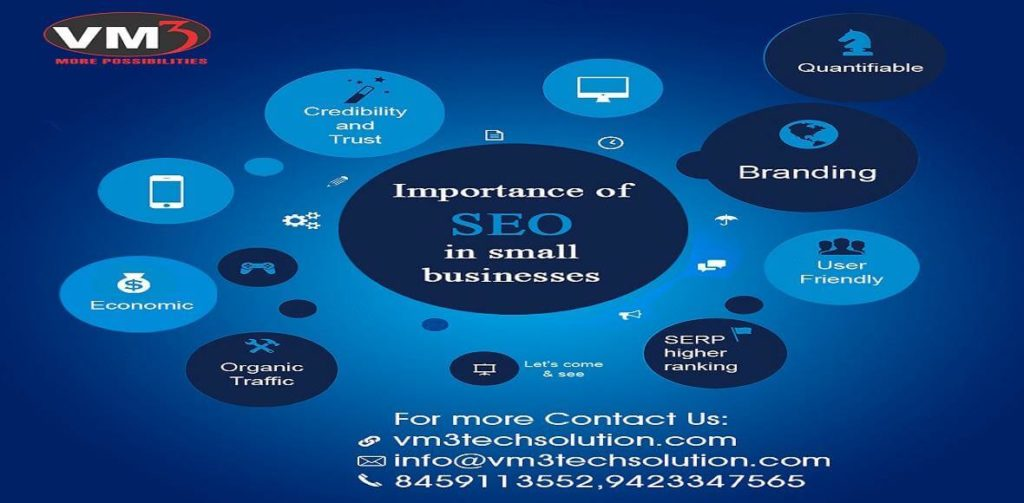 VM3
MORE POSSIBILITIES
Quantifiable
Credibility
and
Trust
Branding
Importance of
SEO
in small
businesses
User
Friendly
Economic
SERP
higher
ranking
Organic
Traffic
Let's come
& see
For more Contact Us:
vm3techsolution.com
info@vm3techsolution.com
8459113552,9423347565